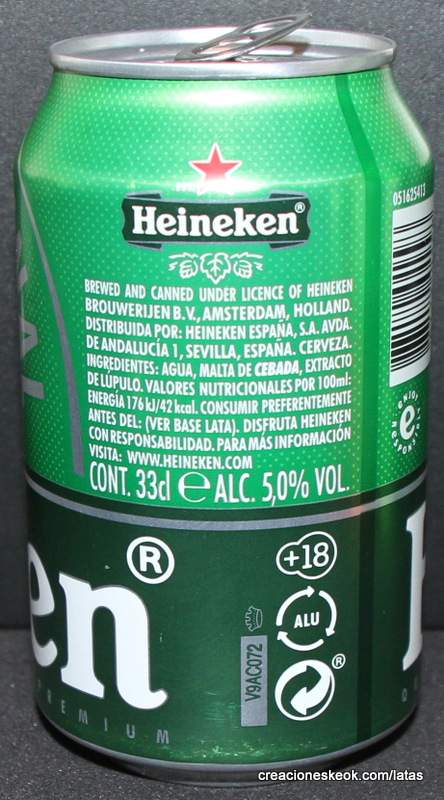 Heineken®
BREWED AND CANNED UNDER LICENCE OF HEINEKEN
BROUWERIJEN B.V., AMSTERDAM, HOLLAND.
DISTRIBUIDA POR: HEINEKEN ESPAÑA, S.A. AVDA.
DE ANDALUCÍA 1, SEVILLA, ESPAÑA. CERVEZA.
INGREDIENTES: AGUA, MALTA DE CEBADA, EXTRACTO
DE LÚPULO. VALORES NUTRICIONALES POR 100ml:
ENERGÍA 176 kJ/42 kcal. CONSUMIR PREFERENTEMENTE
ANTES DEL: (VER BASE LATA). DISFRUTA HEINEKEN
CON RESPONSABILIDAD. PARA MÁS INFORMACIÓN
VISITA: WWW.HEINEKEN.COM
CONT. 33cl ℮ ALC. 5,0% VOL.
051625413
ENJOY
e
RESPONSIBLY
en®
PREMIUM
+18
ALU
®
V9AC072
creacioneskeok.com/latas